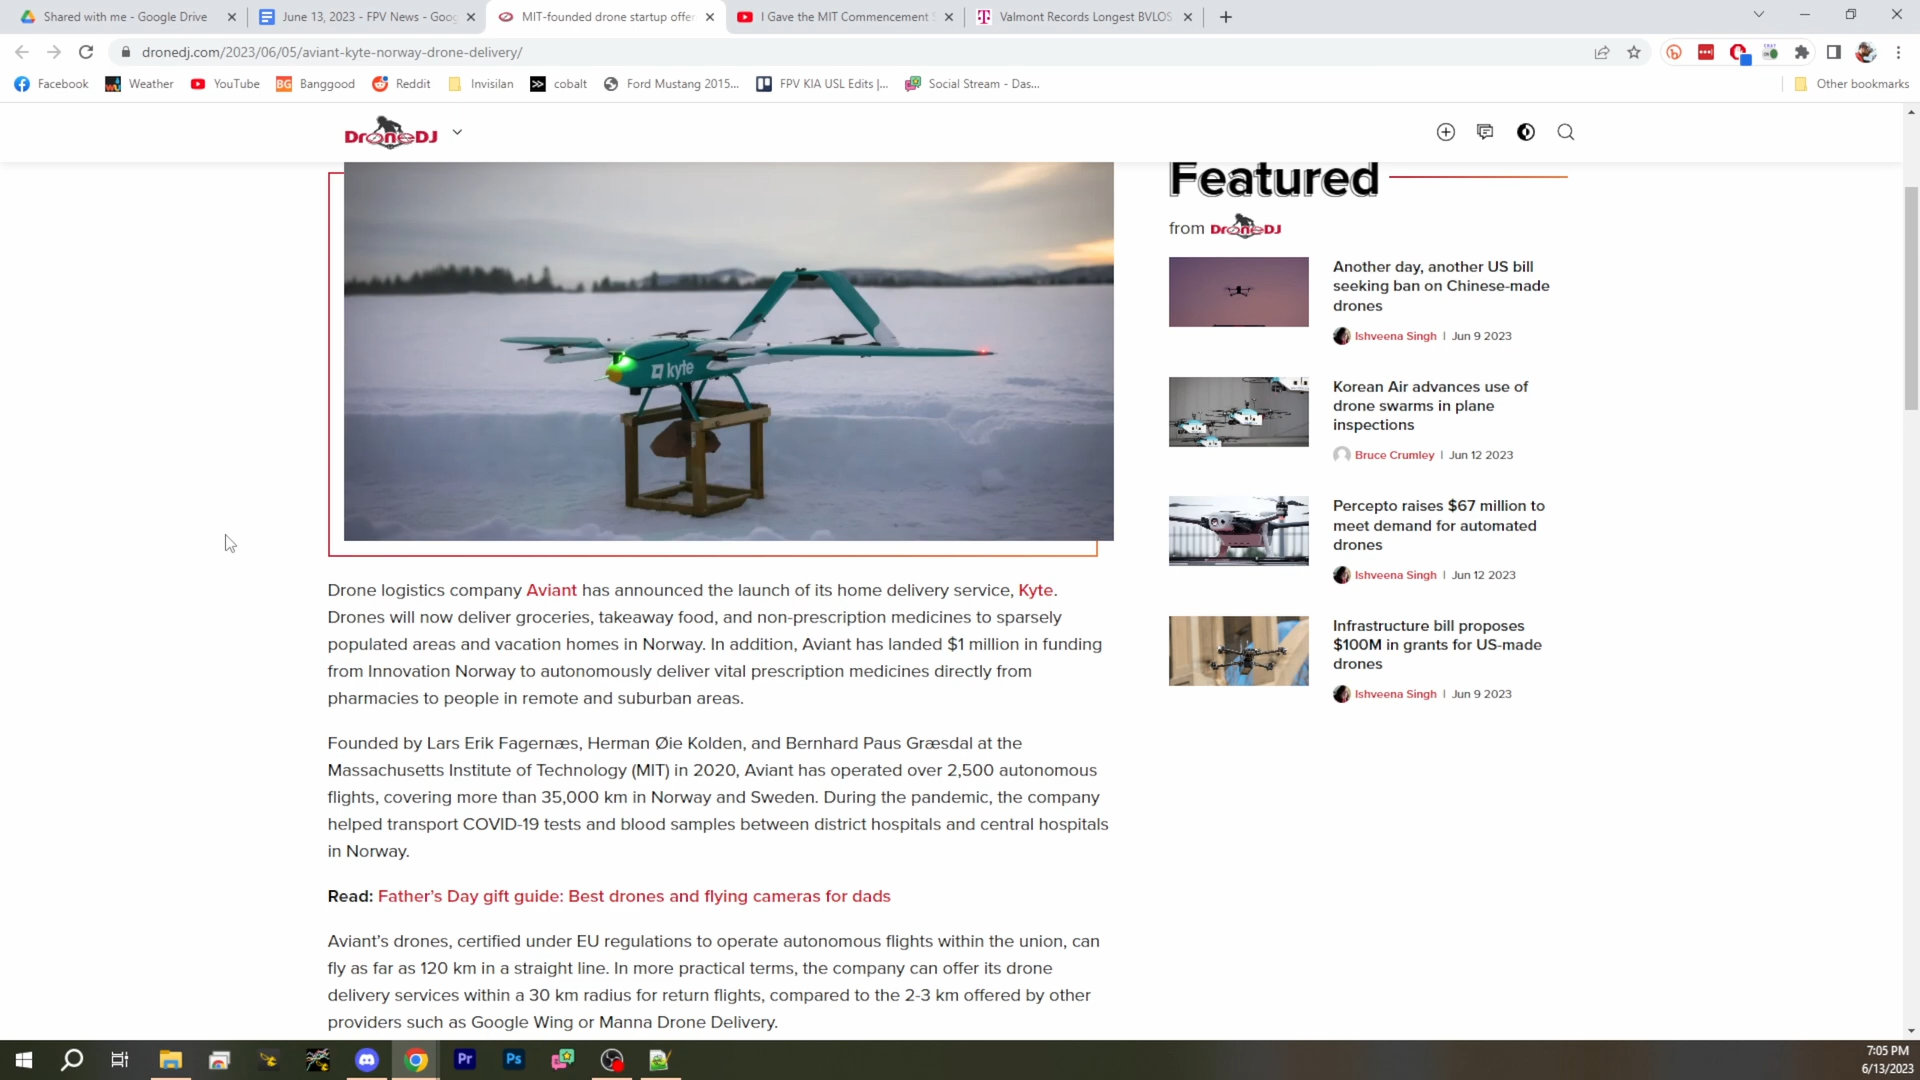 Shared with me - Google Drive
June 13, 2023 - FPV News - Goog
MIT-founded drone startup offer
I Gave the MIT Commencement S
Valmont Records Longest BVLOS
dronedj.com/2023/06/05/aviant-kyte-norway-drone-delivery/
Facebook
Weather
YouTube
BG Banggood
Reddit
Invisilan
cobalt
Ford Mustang 2015...
FPV KIA USL Edits |...
Social Stream - Das...
Other bookmarks
DroneDJ
kyte
Featured
from DroneDJ
Another day, another US bill
seeking ban on Chinese-made
drones
Ishveena Singh | Jun 9 2023
Korean Air advances use of
drone swarms in plane
inspections
Bruce Crumley | Jun 12 2023
Percepto raises $67 million to
meet demand for automated
drones
Ishveena Singh | Jun 12 2023
Infrastructure bill proposes
$100M in grants for US-made
drones
Ishveena Singh | Jun 9 2023
Drone logistics company Aviant has announced the launch of its home delivery service, Kyte.
Drones will now deliver groceries, takeaway food, and non-prescription medicines to sparsely
populated areas and vacation homes in Norway. In addition, Aviant has landed $1 million in funding
from Innovation Norway to autonomously deliver vital prescription medicines directly from
pharmacies to people in remote and suburban areas.
Founded by Lars Erik Fagernæs, Herman Øie Kolden, and Bernhard Paus Græsdal at the
Massachusetts Institute of Technology (MIT) in 2020, Aviant has operated over 2,500 autonomous
flights, covering more than 35,000 km in Norway and Sweden. During the pandemic, the company
helped transport COVID-19 tests and blood samples between district hospitals and central hospitals
in Norway.
Read: Father's Day gift guide: Best drones and flying cameras for dads
Aviant's drones, certified under EU regulations to operate autonomous flights within the union, can
fly as far as 120 km in a straight line. In more practical terms, the company can offer its drone
delivery services within a 30 km radius for return flights, compared to the 2-3 km offered by other
providers such as Google Wing or Manna Drone Delivery.
Pr
Ps
7:05 PM
6/13/2023